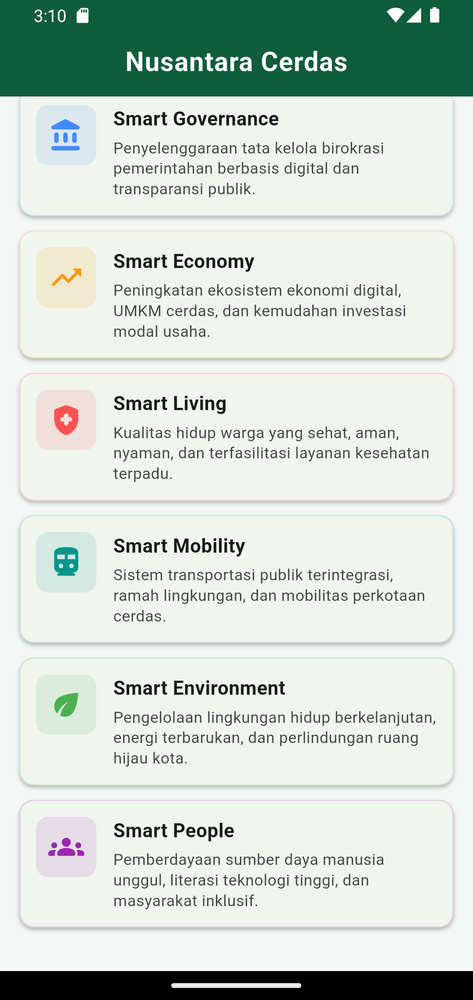 3:10
Nusantara Cerdas
Smart Governance
Penyelenggaraan tata kelola birokrasi
pemerintahan berbasis digital dan
transparansi publik.
Smart Economy
Peningkatan ekosistem ekonomi digital,
UMKM cerdas, dan kemudahan investasi
modal usaha.
Smart Living
Kualitas hidup warga yang sehat, aman,
nyaman, dan terfasilitasi layanan kesehatan
terpadu.
Smart Mobility
Sistem transportasi publik terintegrasi,
ramah lingkungan, dan mobilitas perkotaan
cerdas.
Smart Environment
Pengelolaan lingkungan hidup berkelanjutan,
energi terbarukan, dan perlindungan ruang
hijau kota.
Smart People
Pemberdayaan sumber daya manusia
unggul, literasi teknologi tinggi, dan
masyarakat inklusif.